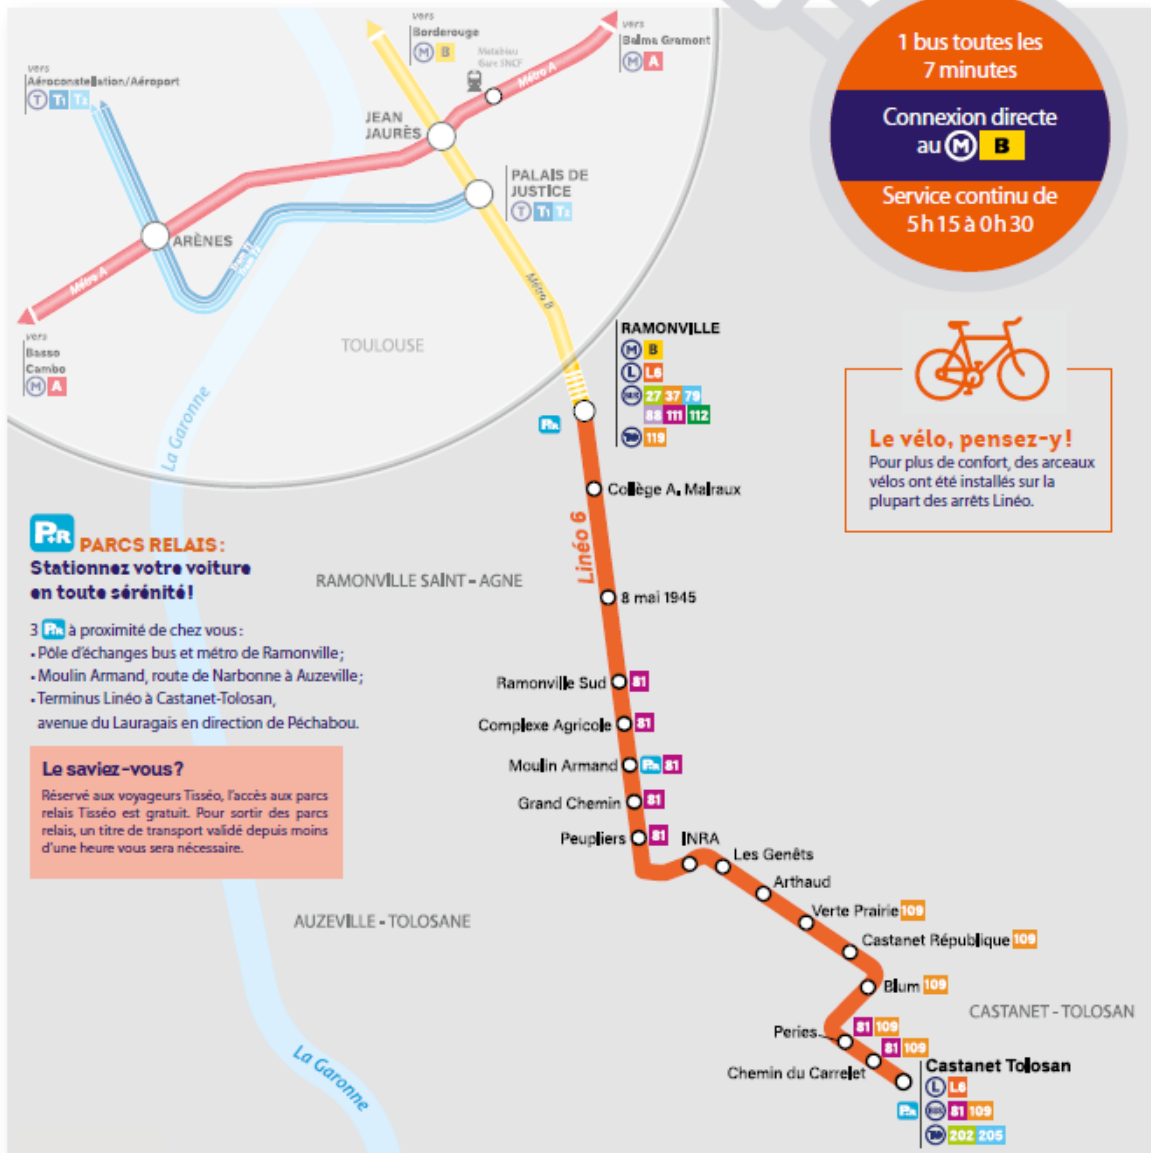 vers
Borderouge
M B
Matabiau
Gare SNCF
vers
Balma Gramont
M A
vers
Aéroconstellation/Aéroport
T T1 T2
Métro A
JEAN
JAURÈS
PALAIS DE
JUSTICE
T T1 T2
ARÈNES
Tram T1
Tram T2
Métro A
Métro B
vers
Basso
Cambo
M A
TOULOUSE
La Garonne
1 bus toutes les
7 minutes
Connexion directe
au M B
Service continu de
5h15 à 0h30
Le vélo, pensez-y !
Pour plus de confort, des arceaux
vélos ont été installés sur la
plupart des arrêts Linéo.
RAMONVILLE
M B
L L6
BUS 27 37 79
88 111 112
TAD 119
P+R
Collège A. Malraux
Linéo 6
8 mai 1945
RAMONVILLE SAINT - AGNE
P+R PARCS RELAIS :
Stationnez votre voiture
en toute sérénité !
3 P+R à proximité de chez vous :
• Pôle d'échanges bus et métro de Ramonville ;
• Moulin Armand, route de Narbonne à Auzeville ;
• Terminus Linéo à Castanet-Tolosan,
avenue du Lauragais en direction de Péchabou.
Le saviez-vous ?
Réservé aux voyageurs Tisséo, l'accès aux parcs
relais Tisséo est gratuit. Pour sortir des parcs
relais, un titre de transport validé depuis moins
d'une heure vous sera nécessaire.
Ramonville Sud 81
Complexe Agricole 81
Moulin Armand P+R 81
Grand Chemin 81
Peupliers 81
INRA
Les Genêts
Arthaud
Verte Prairie 109
Castanet République 109
Blum 109
AUZEVILLE - TOLOSANE
CASTANET - TOLOSAN
Peries 81 109
Chemin du Carrelet 81 109
Castanet Tolosan
L L6
P+R BUS 81 109
TAD 202 205
La Garonne